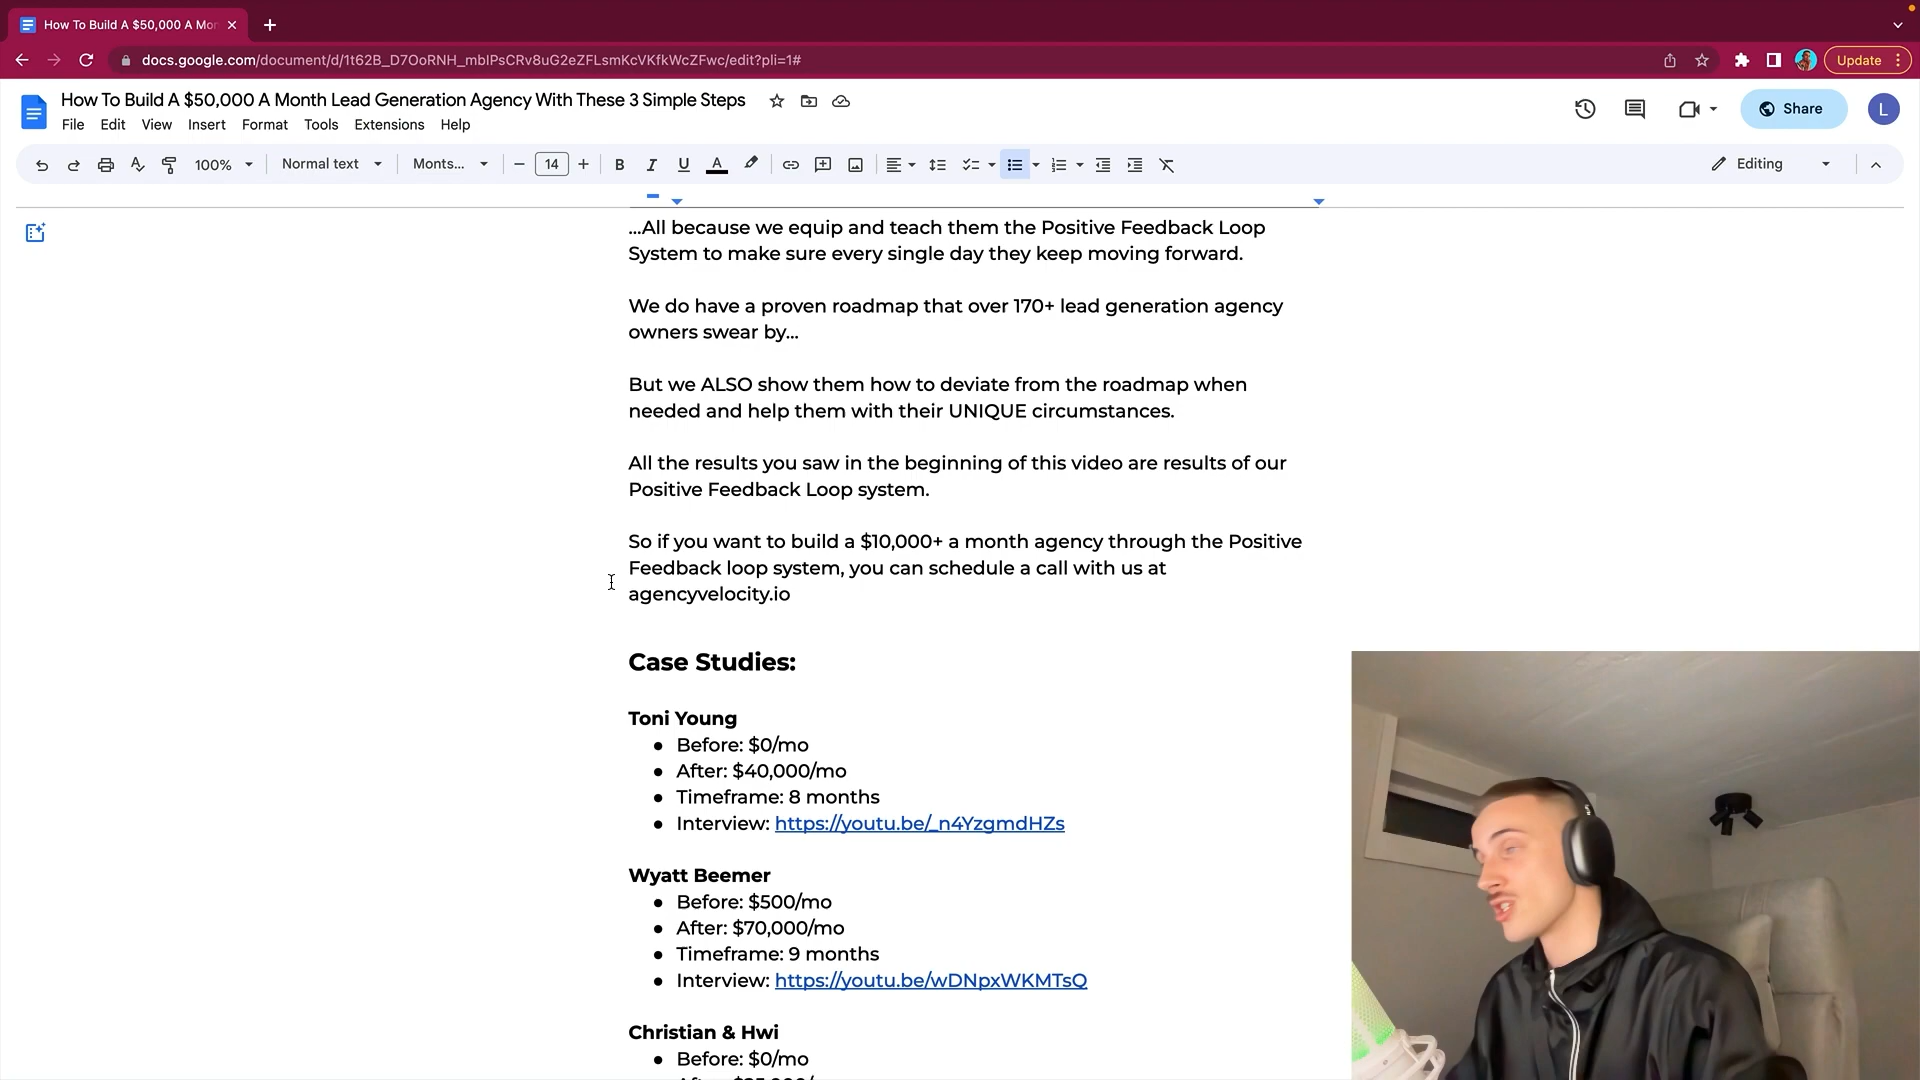 How To Build A $50,000 A Mon
docs.google.com/document/d/1t62B_D7OoRNH_mbIPsCRv8uG2eZFLsmKcVKfkWcZFwc/edit?pli=1#
Update
How To Build A $50,000 A Month Lead Generation Agency With These 3 Simple Steps
File Edit View Insert Format Tools Extensions Help
Share
L
100% Normal text Monts... 14 B I U A Editing
...All because we equip and teach them the Positive Feedback Loop
System to make sure every single day they keep moving forward.
We do have a proven roadmap that over 170+ lead generation agency
owners swear by...
But we ALSO show them how to deviate from the roadmap when
needed and help them with their UNIQUE circumstances.
All the results you saw in the beginning of this video are results of our
Positive Feedback Loop system.
So if you want to build a $10,000+ a month agency through the Positive
Feedback loop system, you can schedule a call with us at
agencyvelocity.io
Case Studies:
Toni Young
● Before: $0/mo
● After: $40,000/mo
● Timeframe: 8 months
● Interview: https://youtu.be/_n4YzgmdHZs
Wyatt Beemer
● Before: $500/mo
● After: $70,000/mo
● Timeframe: 9 months
● Interview: https://youtu.be/wDNpxWKMTsQ
Christian & Hwi
● Before: $0/mo